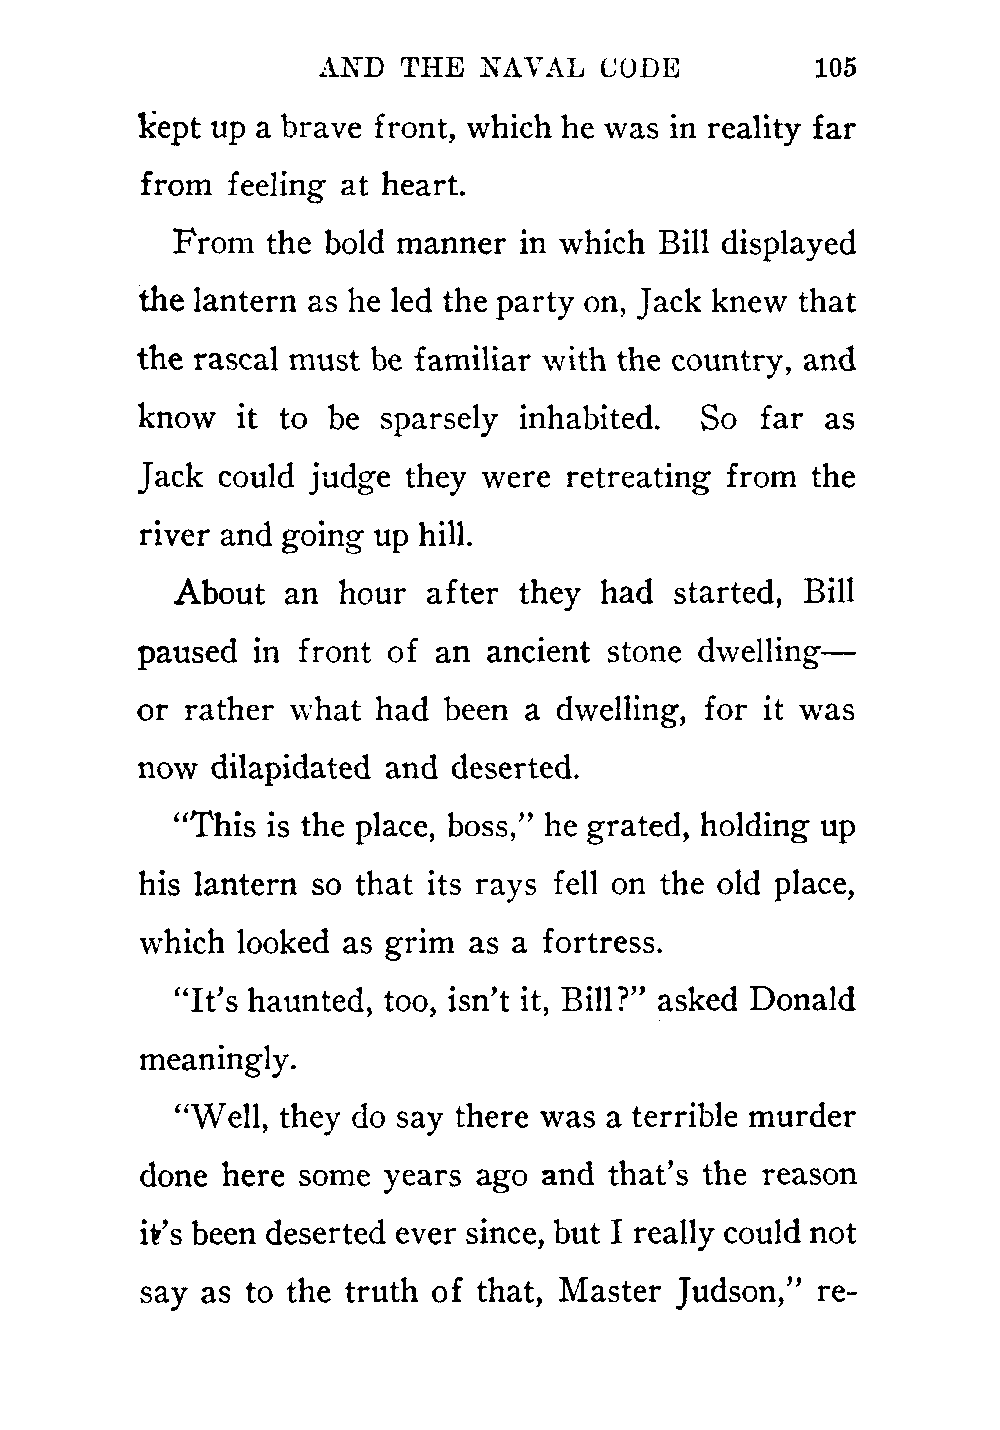 AND THE NAVAL CODE 105
kept up a brave front, which he was in reality far
from feeling at heart.
From the bold manner in which Bill displayed
the lantern as he led the party on, Jack knew that
the rascal must be familiar with the country, and
know it to be sparsely inhabited. So far as
Jack could judge they were retreating from the
river and going up hill.
About an hour after they had started, Bill
paused in front of an ancient stone dwelling—
or rather what had been a dwelling, for it was
now dilapidated and deserted.
“This is the place, boss,” he grated, holding up
his lantern so that its rays fell on the old place,
which looked as grim as a fortress.
“It’s haunted, too, isn’t it, Bill?” asked Donald
meaningly.
“Well, they do say there was a terrible murder
done here some years ago and that’s the reason
it’s been deserted ever since, but I really could not
say as to the truth of that, Master Judson,” re-